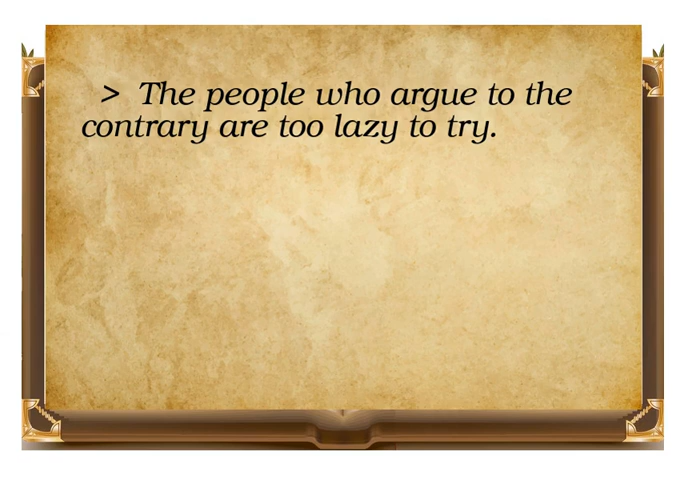 > The people who argue to the
contrary are too lazy to try.